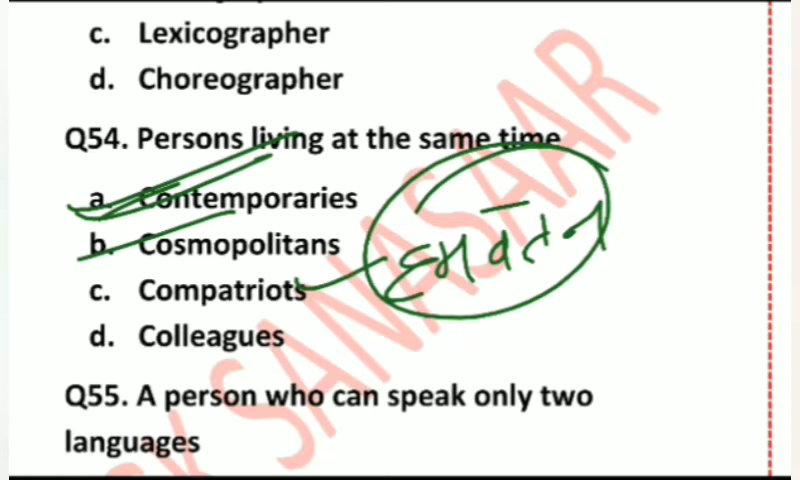 c. Lexicographer
d. Choreographer
Q54. Persons living at the same time
a. Contemporaries
b. Cosmopolitans
c. Compatriots
d. Colleagues
Q55. A person who can speak only two
languages
SANASAAR